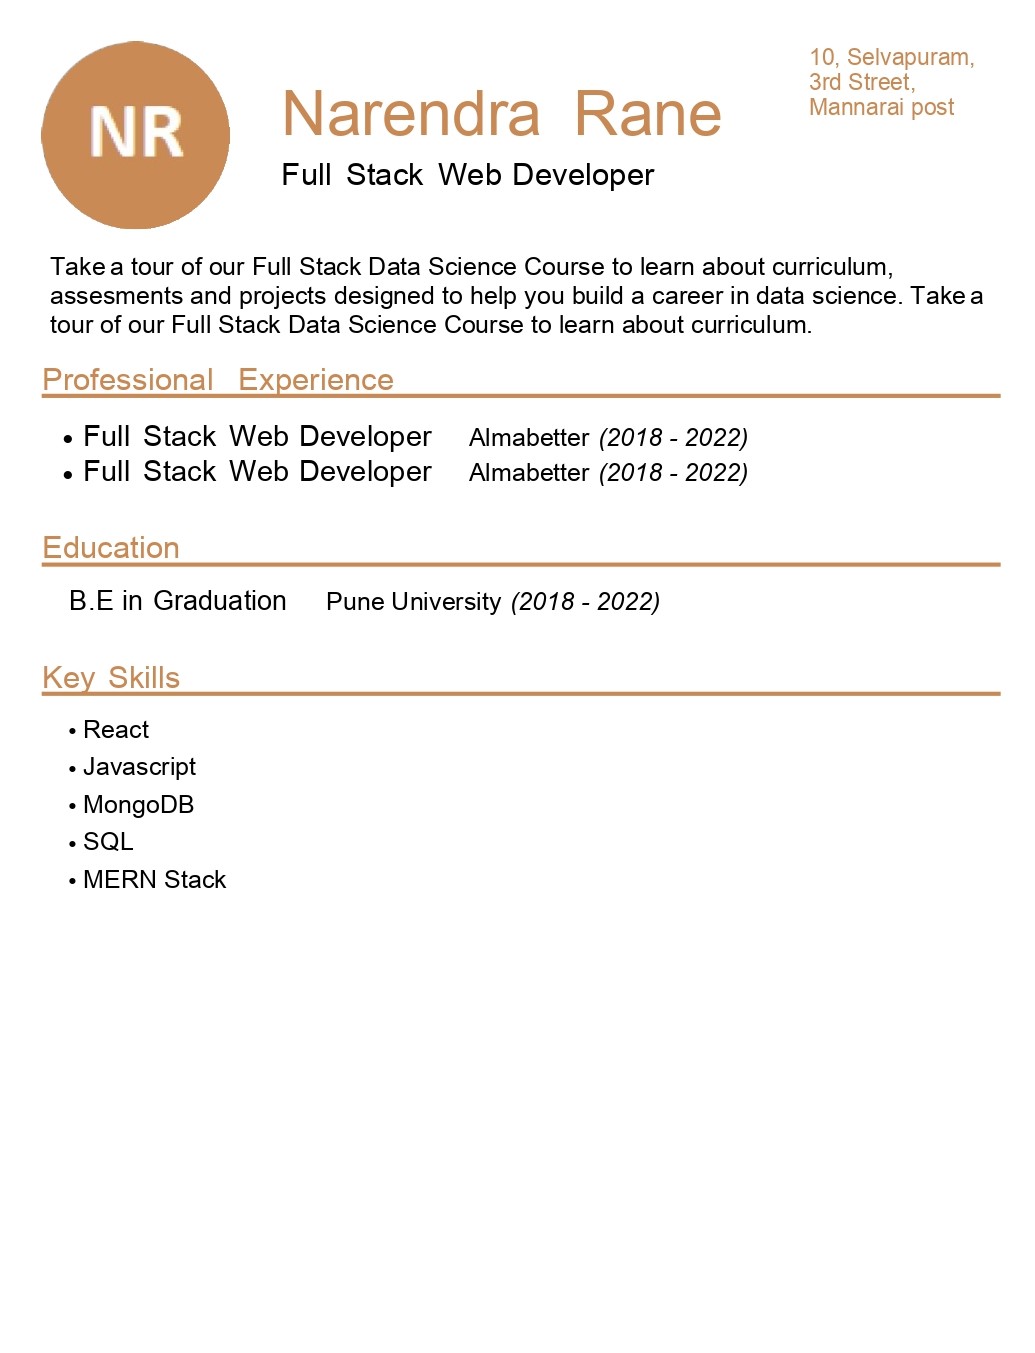 NR
Narendra Rane
Full Stack Web Developer
10, Selvapuram,
3rd Street,
Mannarai post
Take a tour of our Full Stack Data Science Course to learn about curriculum,
assesments and projects designed to help you build a career in data science. Take a
tour of our Full Stack Data Science Course to learn about curriculum.
Professional Experience
• Full Stack Web Developer Almabetter (2018 - 2022)
• Full Stack Web Developer Almabetter (2018 - 2022)
Education
B.E in Graduation Pune University (2018 - 2022)
Key Skills
• React
• Javascript
• MongoDB
• SQL
• MERN Stack